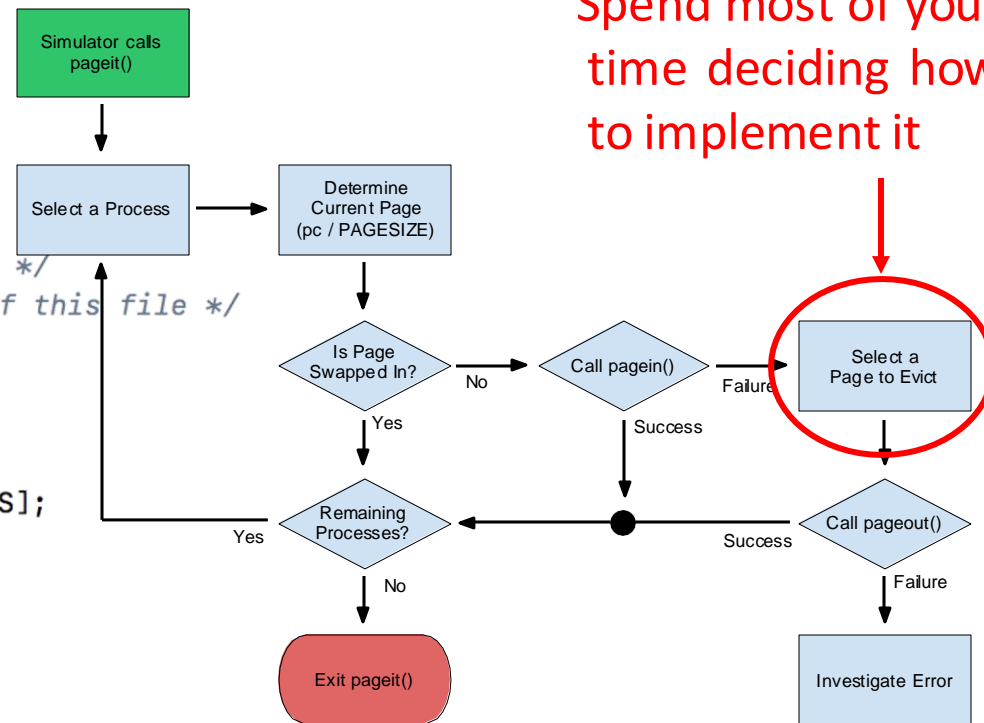 Spend most of you
time deciding how
to implement it
Simulator calls
pageit()
Select a Process
Determine
Current Page
(pc / PAGESIZE)
*/
f this file */
Is Page
Swapped In?
No
Call pagein()
Failure
Select a
Page to Evict
Yes
Success
S];
Remaining
Processes?
Yes
Success
Call pageout()
No
Failure
Exit pageit()
Investigate Error